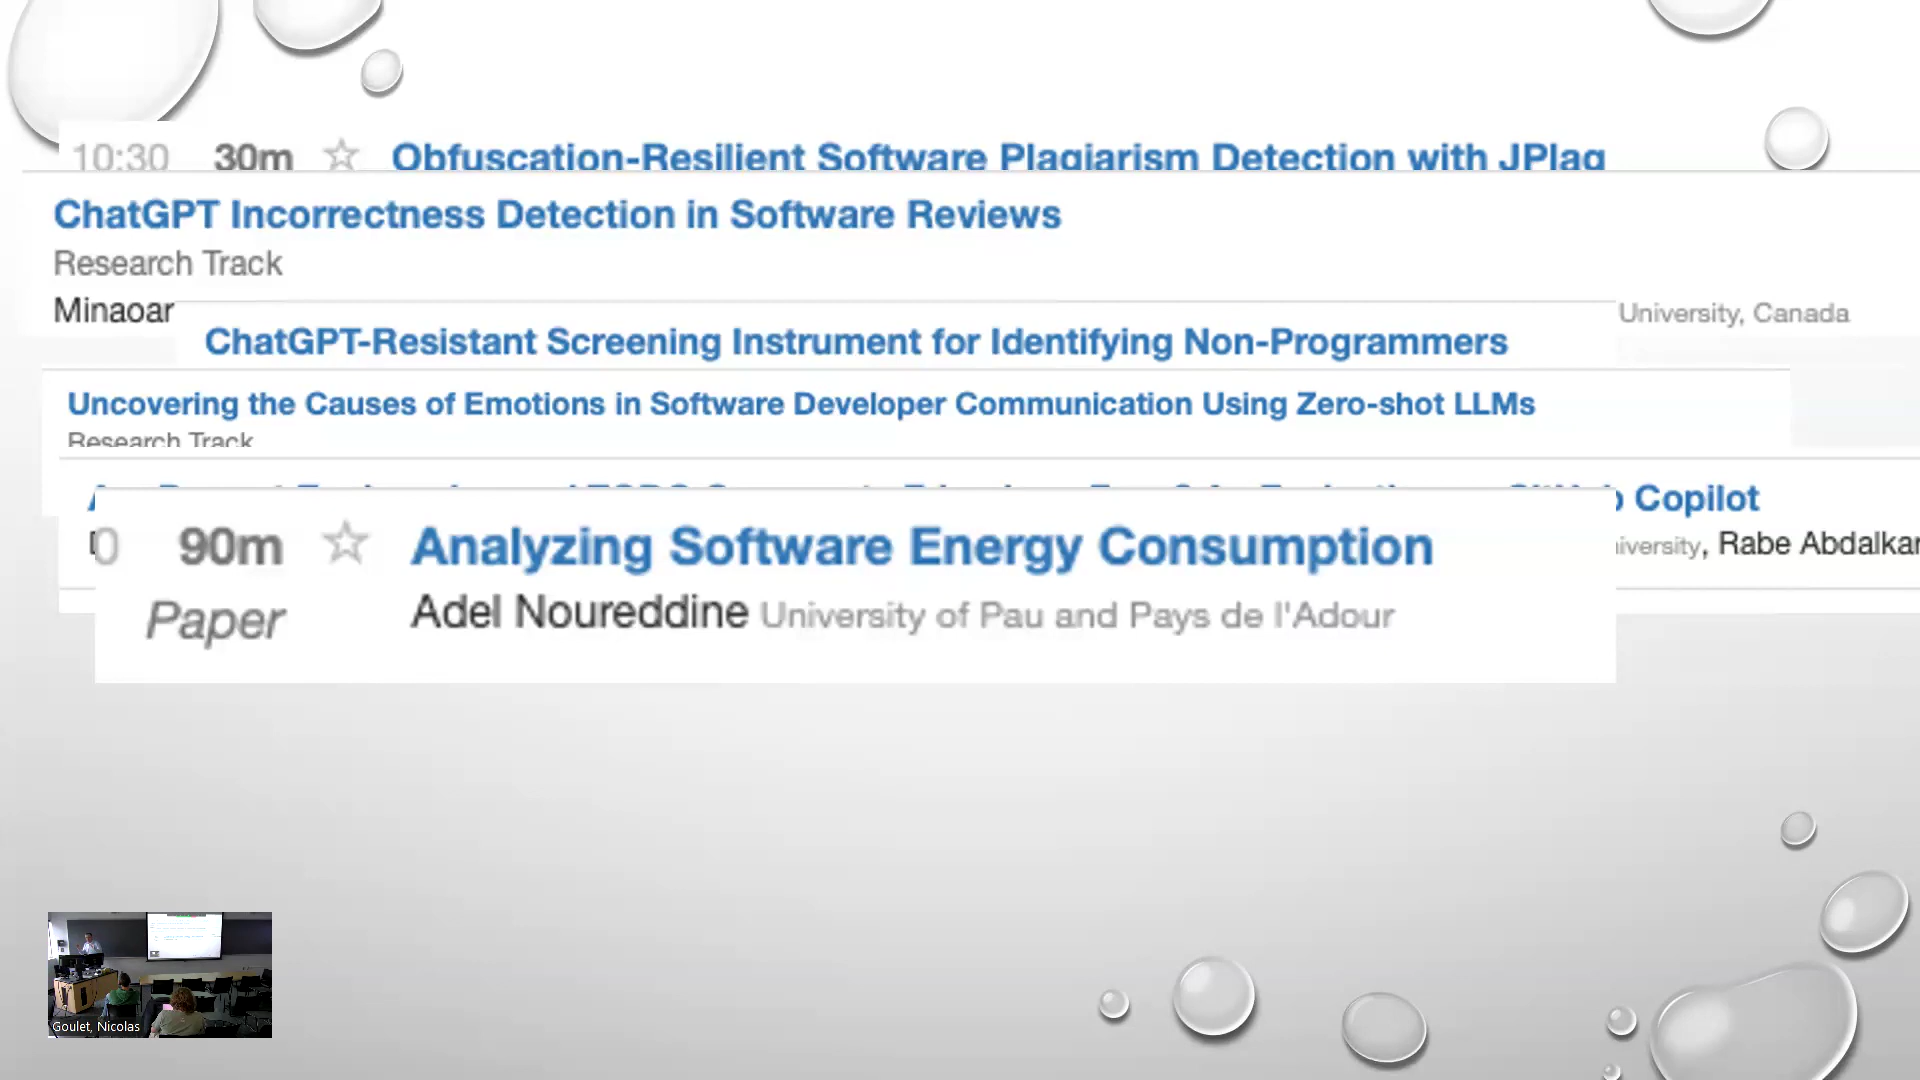 10:30 30m Obfuscation-Resilient Software Plagiarism Detection with JPlag
ChatGPT Incorrectness Detection in Software Reviews
Research Track
Minaoar University, Canada
ChatGPT-Resistant Screening Instrument for Identifying Non-Programmers
Uncovering the Causes of Emotions in Software Developer Communication Using Zero-shot LLMs
Research Track
Copilot
Rabe Abdalkar
0 90m Analyzing Software Energy Consumption
Paper Adel Noureddine University of Pau and Pays de l'Adour
Goulet, Nicolas